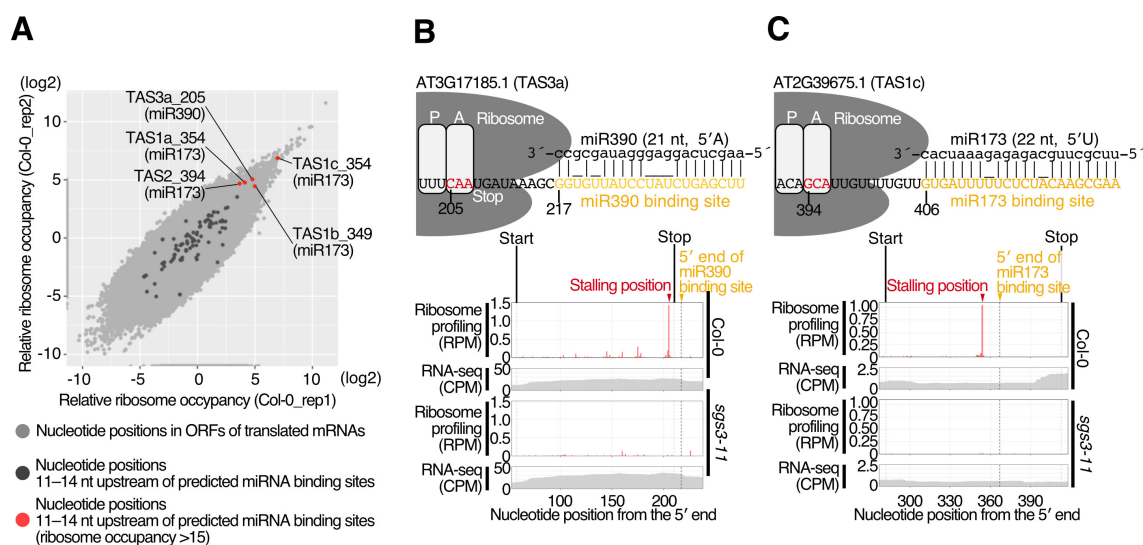 A
(log2)
TAS3a_205
(miR390)
TAS1a_354
(miR173)
TAS2_394
(miR173)
TAS1c_354
(miR173)
TAS1b_349
(miR173)
Relative ribosome occupancy (Col-0_rep2)
10
5
0
-5
-10
-10 -5 0 5 10 (log2)
Relative ribosome occypancy (Col-0_rep1)
Nucleotide positions in ORFs of translated mRNAs
Nucleotide positions
11–14 nt upstream of predicted miRNA binding sites
Nucleotide positions
11–14 nt upstream of predicted miRNA binding sites
(ribosome occupancy >15)
B
AT3G17185.1 (TAS3a)
P A Ribosome
miR390 (21 nt, 5′A)
3´-ccgcgauagggaggacucgaa-5´
UUUCAAUGAUAAAGCGGUGUUAUCCUAUCUGAGCUU
Stop
miR390 binding site
205 217
Start Stop
5′ end of
miR390
binding site
Stalling position
Ribosome
profiling
(RPM)
1.5
1.0
0.5
0
RNA-seq
(CPM)
50
0
Col-0
Ribosome
profiling
(RPM)
1.5
1.0
0.5
0
RNA-seq
(CPM)
50
0
sgs3-11
100 150 200
Nucleotide position from the 5′ end
C
AT2G39675.1 (TAS1c)
P A Ribosome
miR173 (22 nt, 5′U)
3´-cacuaaagagagacguucgcuu-5´
ACAGCAUUGUUUUGUUGUGAUUUUUCUCUACAAGCGAA
miR173 binding site
394 406
Start Stop
5′ end of
miR173
binding site
Stalling position
Ribosome
profiling
(RPM)
1.00
0.75
0.50
0.25
0
RNA-seq
(CPM)
2.5
0
Col-0
Ribosome
profiling
(RPM)
1.00
0.75
0.50
0.25
0
RNA-seq
(CPM)
2.5
0
sgs3-11
300 330 360 390
Nucleotide position from the 5′ end